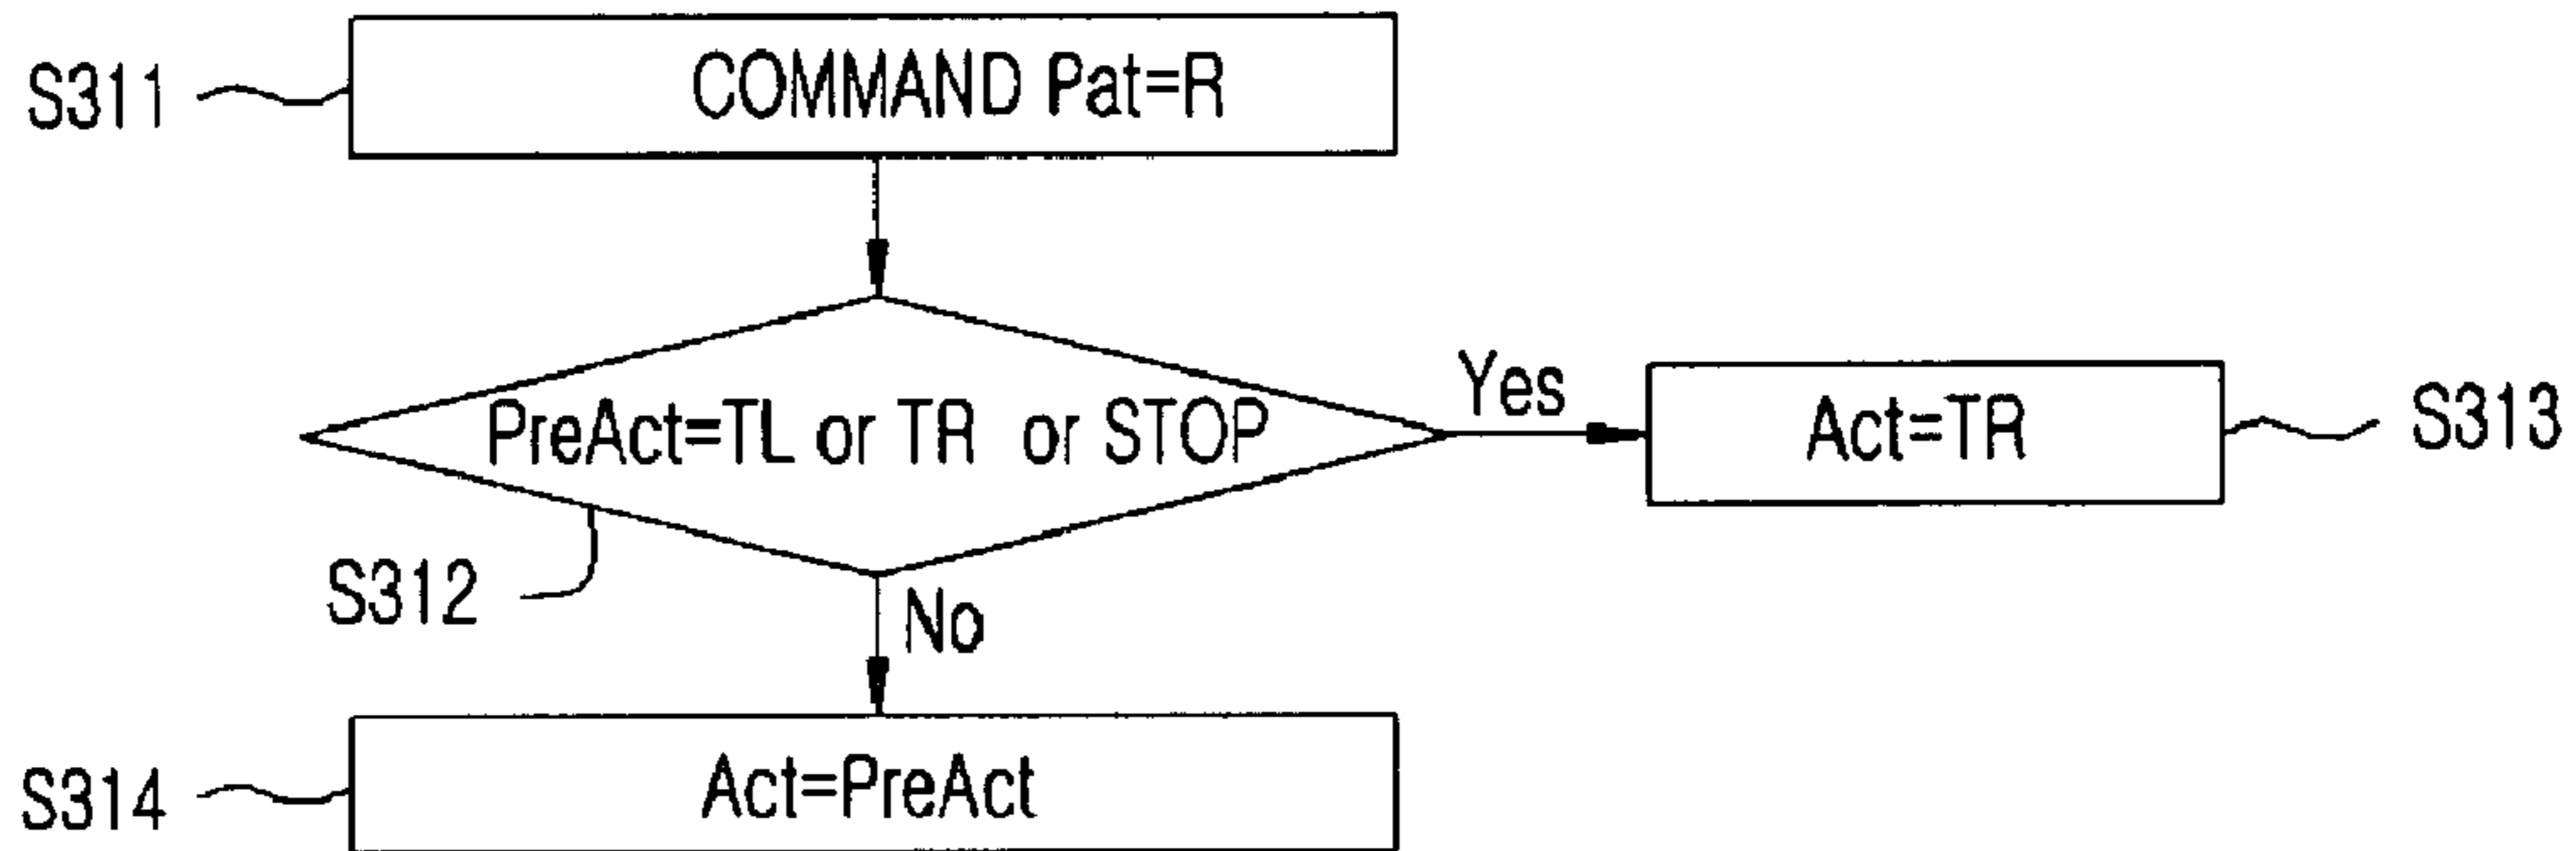 S311
COMMAND Pat=R
PreAct=TL or TR or STOP
Yes
Act=TR
S313
S312
No
S314
Act=PreAct